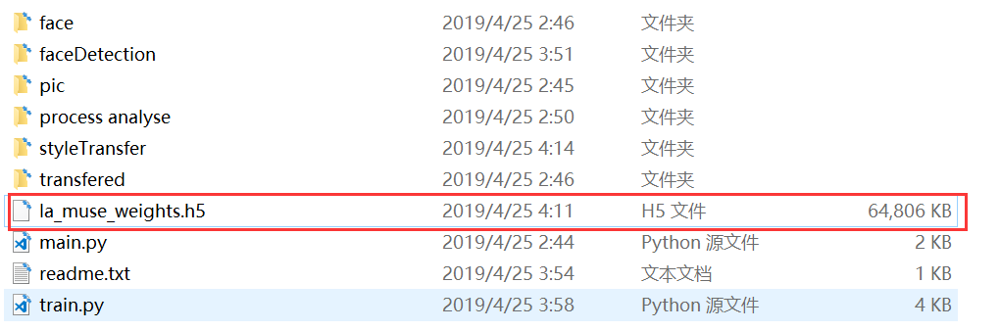 face 2019/4/25 2:46 文件夹
faceDetection 2019/4/25 3:51 文件夹
pic 2019/4/25 2:45 文件夹
process analyse 2019/4/25 2:50 文件夹
styleTransfer 2019/4/25 4:14 文件夹
transfered 2019/4/25 2:46 文件夹
la_muse_weights.h5 2019/4/25 4:11 H5 文件 64,806 KB
main.py 2019/4/25 2:44 Python 源文件 2 KB
readme.txt 2019/4/25 3:54 文本文档 1 KB
train.py 2019/4/25 3:58 Python 源文件 4 KB